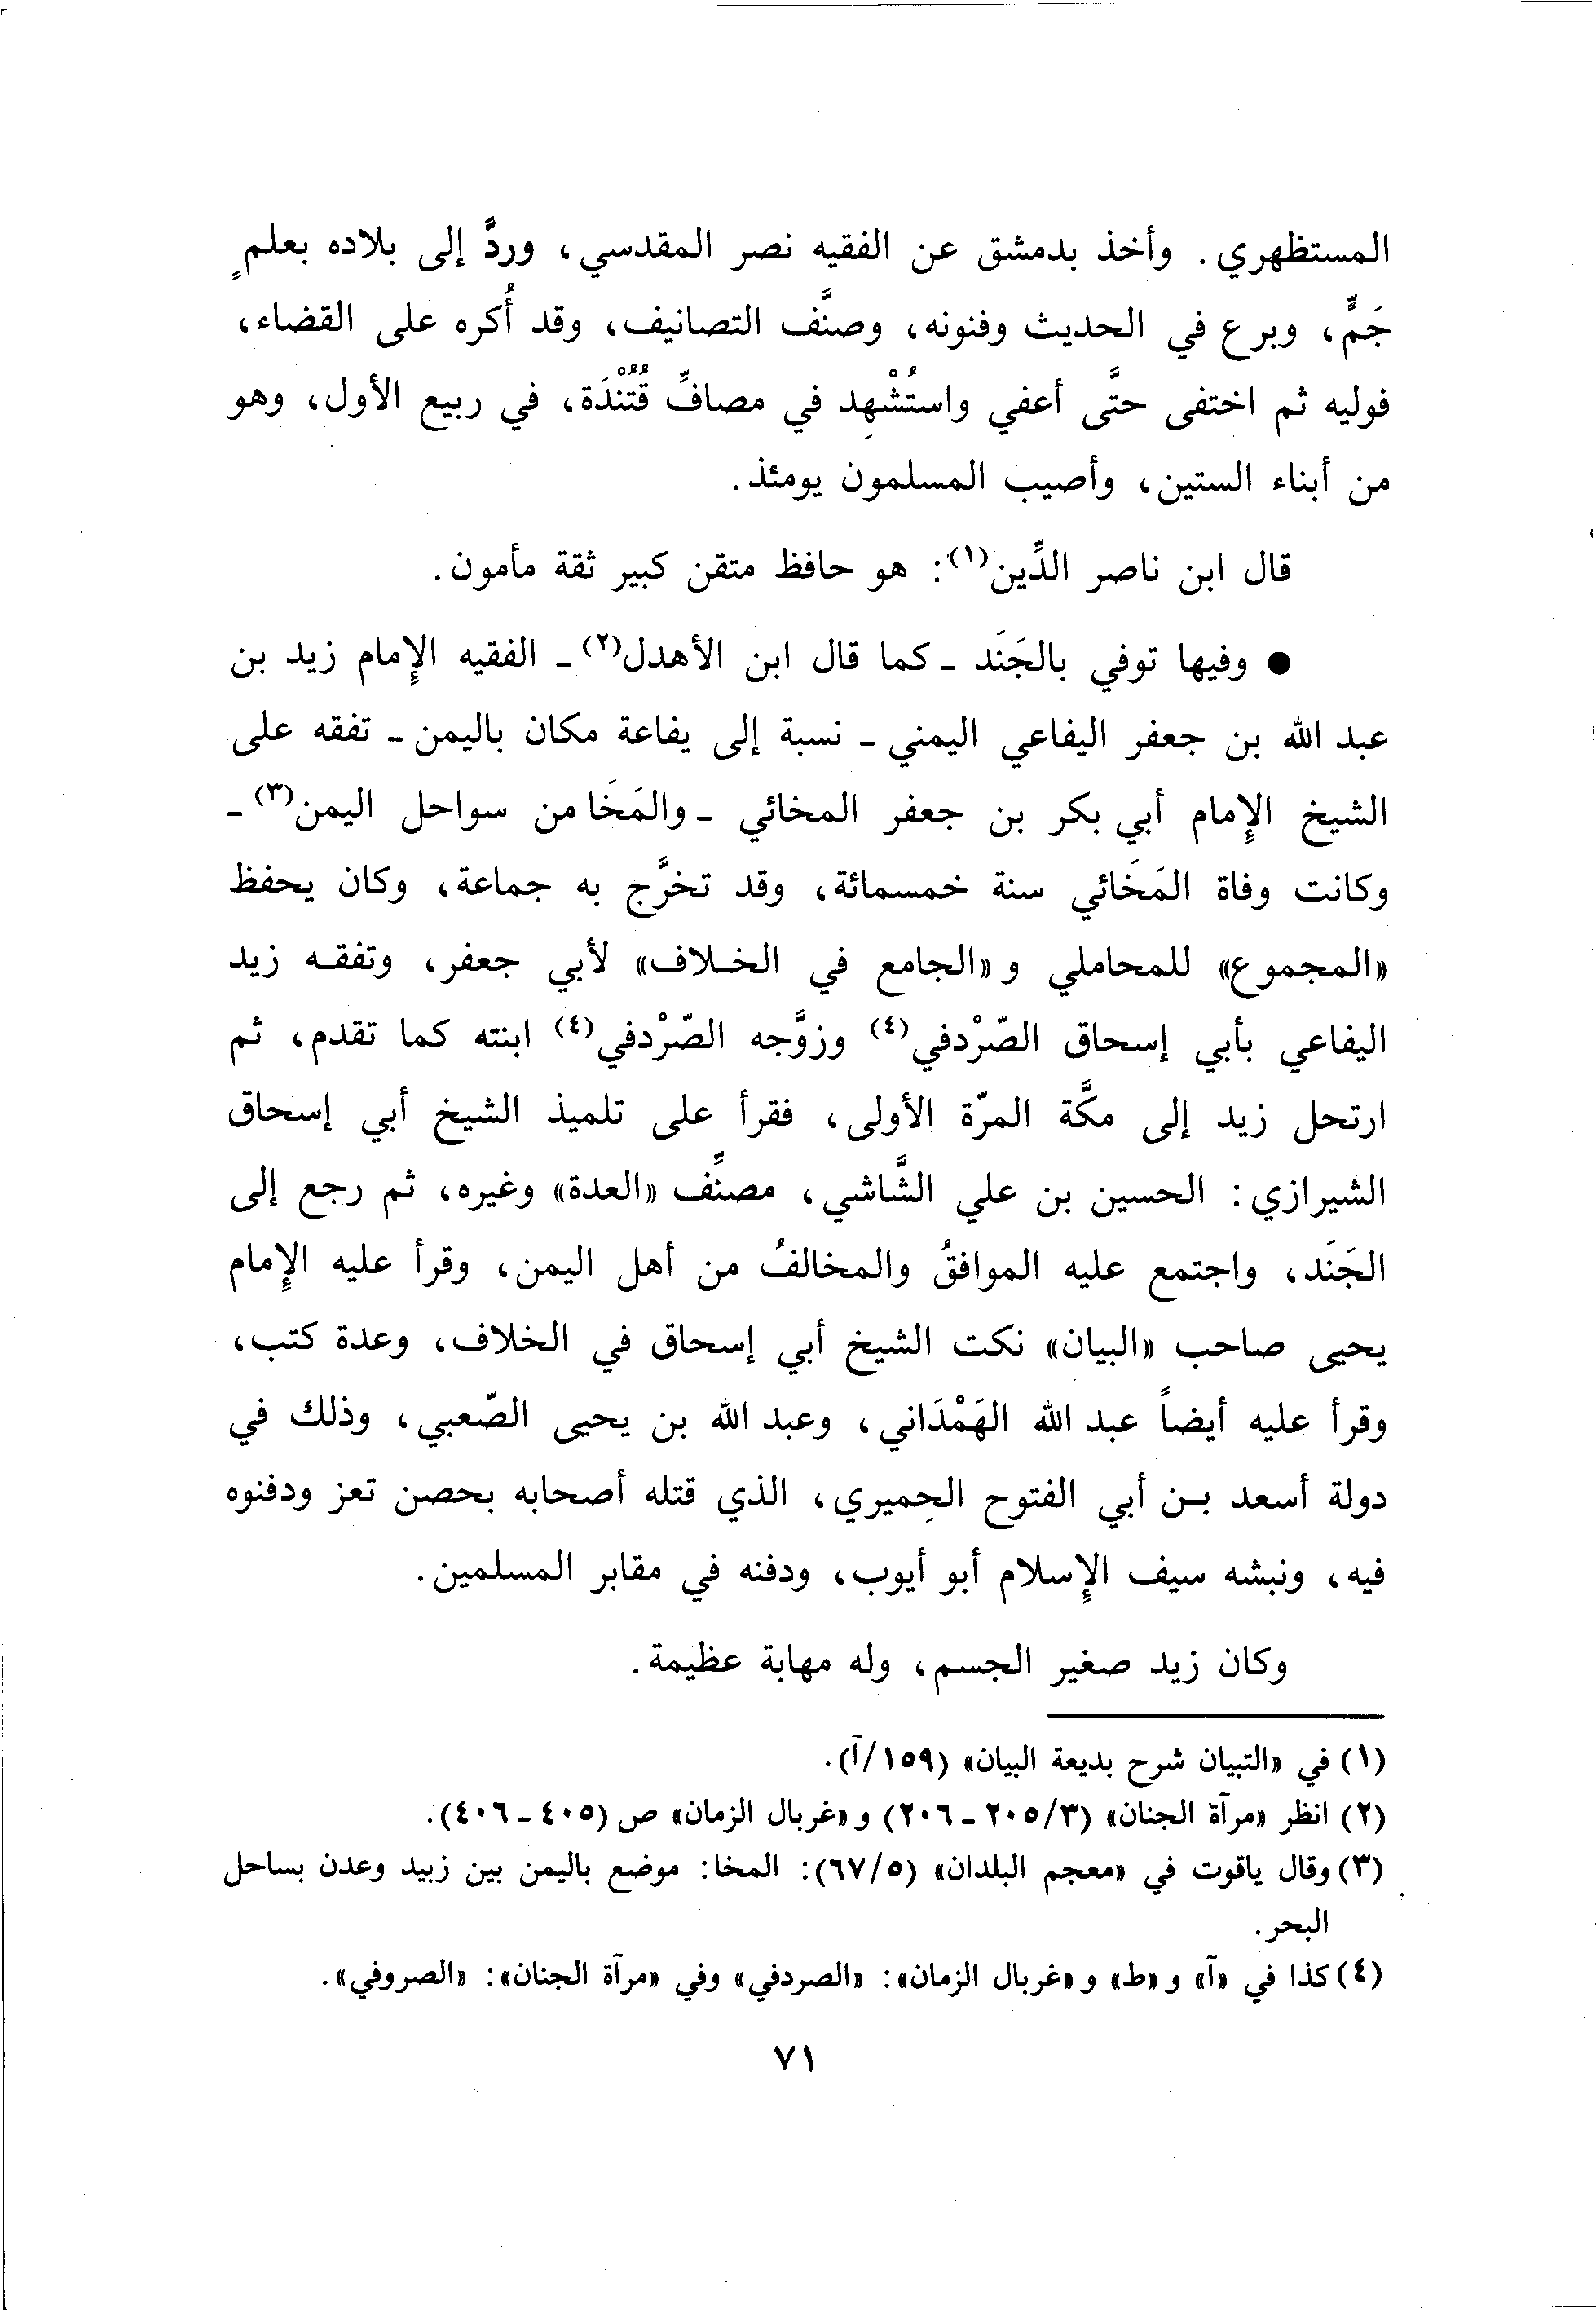 المستظهري. وأخذ بدمشق عن الفقيه نصر المقدسي، وردَّ إلى بلاده بعلمٍ
جَمٍّ، وبرع في الحديث وفنونه، وصنَّف التصانيف، وقد أُكره على القضاء،
فوليه ثم اختفى حتَّى أعفي واستُشْهِد في مصافِّ قُتُنْدَة، في ربيع الأول، وهو
من أبناء الستين، وأصيب المسلمون يومئذ.
قال ابن ناصر الدِّين(١): هو حافظ متقن كبير ثقة مأمون.
● وفيها توفي بالجَنَد ـ كما قال ابن الأهدل(٢) ـ الفقيه الإِمام زيد بن
عبد الله بن جعفر اليفاعي اليمني ـ نسبة إلى يفاعة مكان باليمن ـ تفقه على
الشيخ الإِمام أبي بكر بن جعفر المخائي ـ والمَخَا من سواحل اليمن(٣) ـ
وكانت وفاة المَخَائي سنة خمسمائة، وقد تخرَّج به جماعة، وكان يحفظ
«المجموع» للمحاملي و «الجامع في الخـلاف» لأبي جعفر، وتفقـه زيد
اليفاعي بأبي إسحاق الصّرْدفي(٤) وزوَّجه الصّرْدفي(٤) ابنته كما تقدم، ثم
ارتحل زيد إلى مكَّة المرّة الأولى، فقرأ على تلميذ الشيخ أبي إسحاق
الشيرازي: الحسين بن علي الشَّاشي، مصنِّف «العدة» وغيره، ثم رجع إلى
الجَنَد، واجتمع عليه الموافقُ والمخالفُ من أهل اليمن، وقرأ عليه الإِمام
يحيى صاحب «البيان» نكت الشيخ أبي إسحاق في الخلاف، وعدة كتب،
وقرأ عليه أيضاً عبد الله الهَمْدَاني، وعبد الله بن يحيى الصّعبي، وذلك في
دولة أسعد بـن أبي الفتوح الحِميري، الذي قتله أصحابه بحصن تعز ودفنوه
فيه، ونبشه سيف الإِسلام أبو أيوب، ودفنه في مقابر المسلمين.
وكان زيد صغير الجسم، وله مهابة عظيمة.
(١) في «التبيان شرح بديعة البيان» (١٥٩/آ).
(٢) انظر «مرآة الجنان» (٢٠٥/٣ ـ ٢٠٦) و «غربال الزمان» ص (٤٠٥ ـ ٤٠٦).
(٣) وقال ياقوت في «معجم البلدان» (٦٧/٥): المخا: موضع باليمن بين زبيد وعدن بساحل
البحر.
(٤) كذا في «آ» و «ط» و «غربال الزمان»: «الصردفي» وفي «مرآة الجنان»: «الصروفي».
٧١